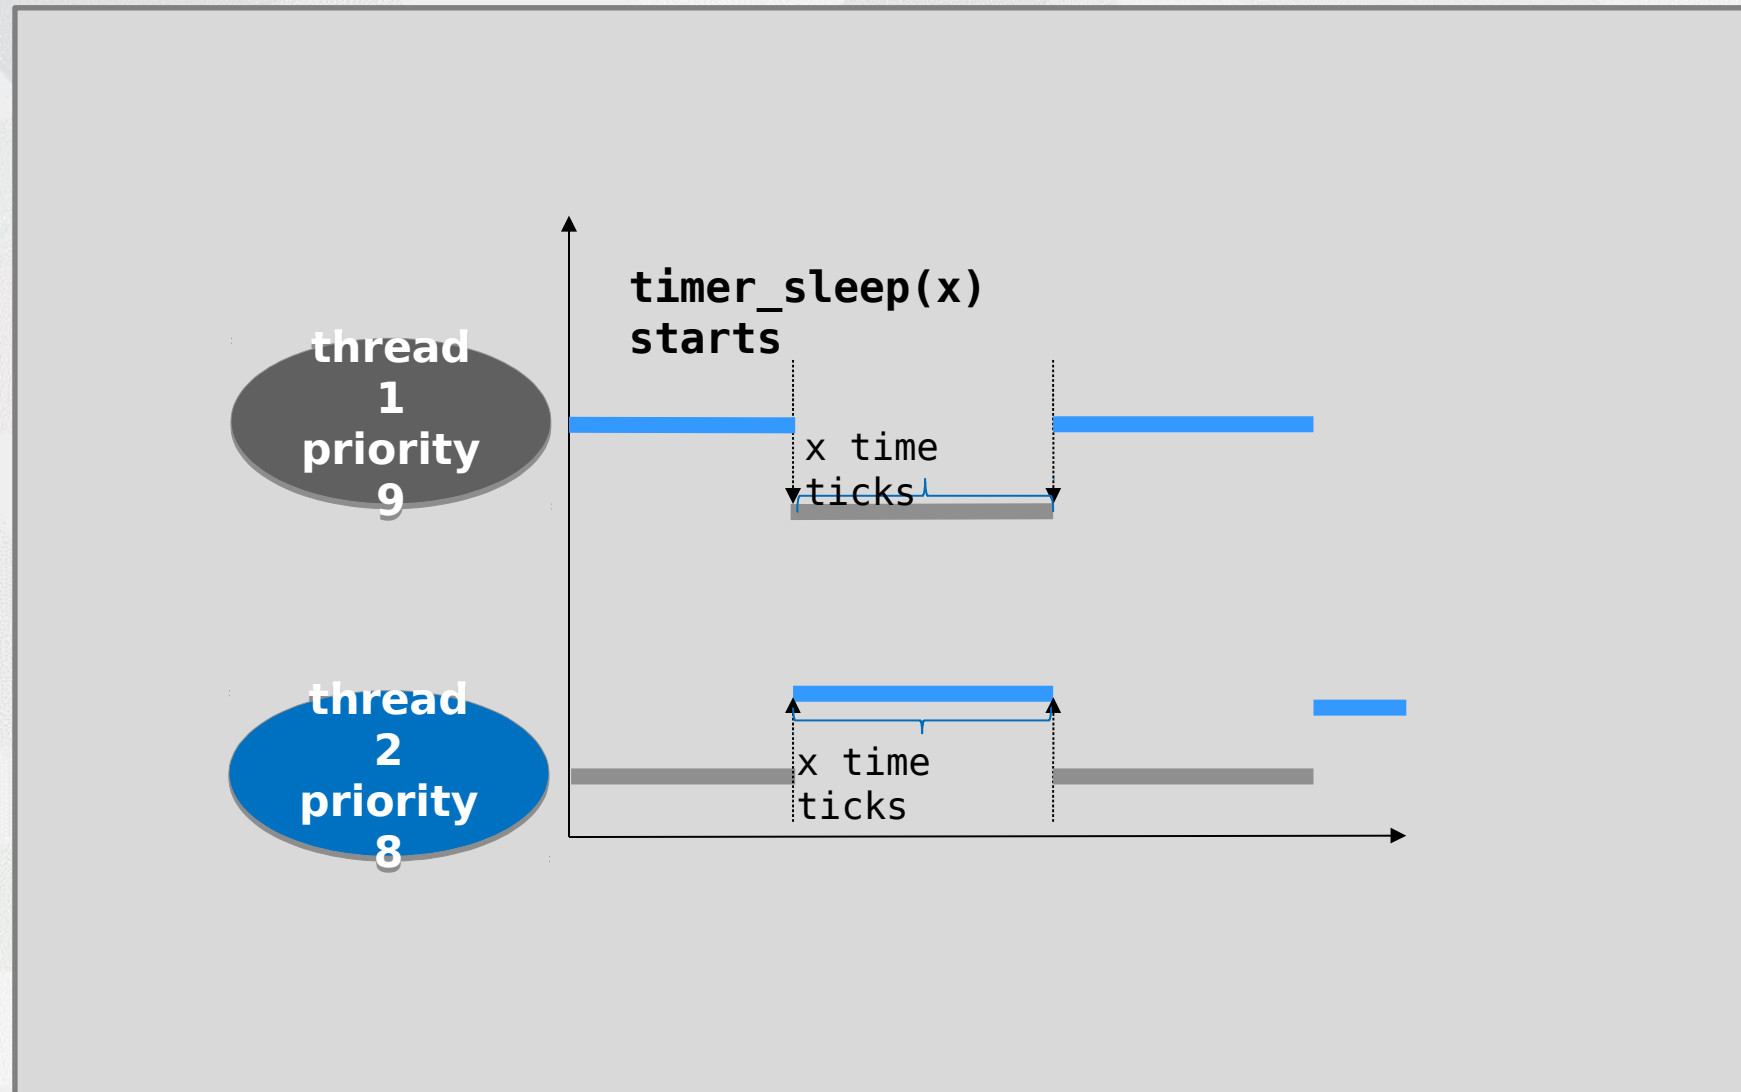 timer_sleep(x)
starts
thread
1
priority
9
x time
ticks
thread
2
priority
8
x time
ticks